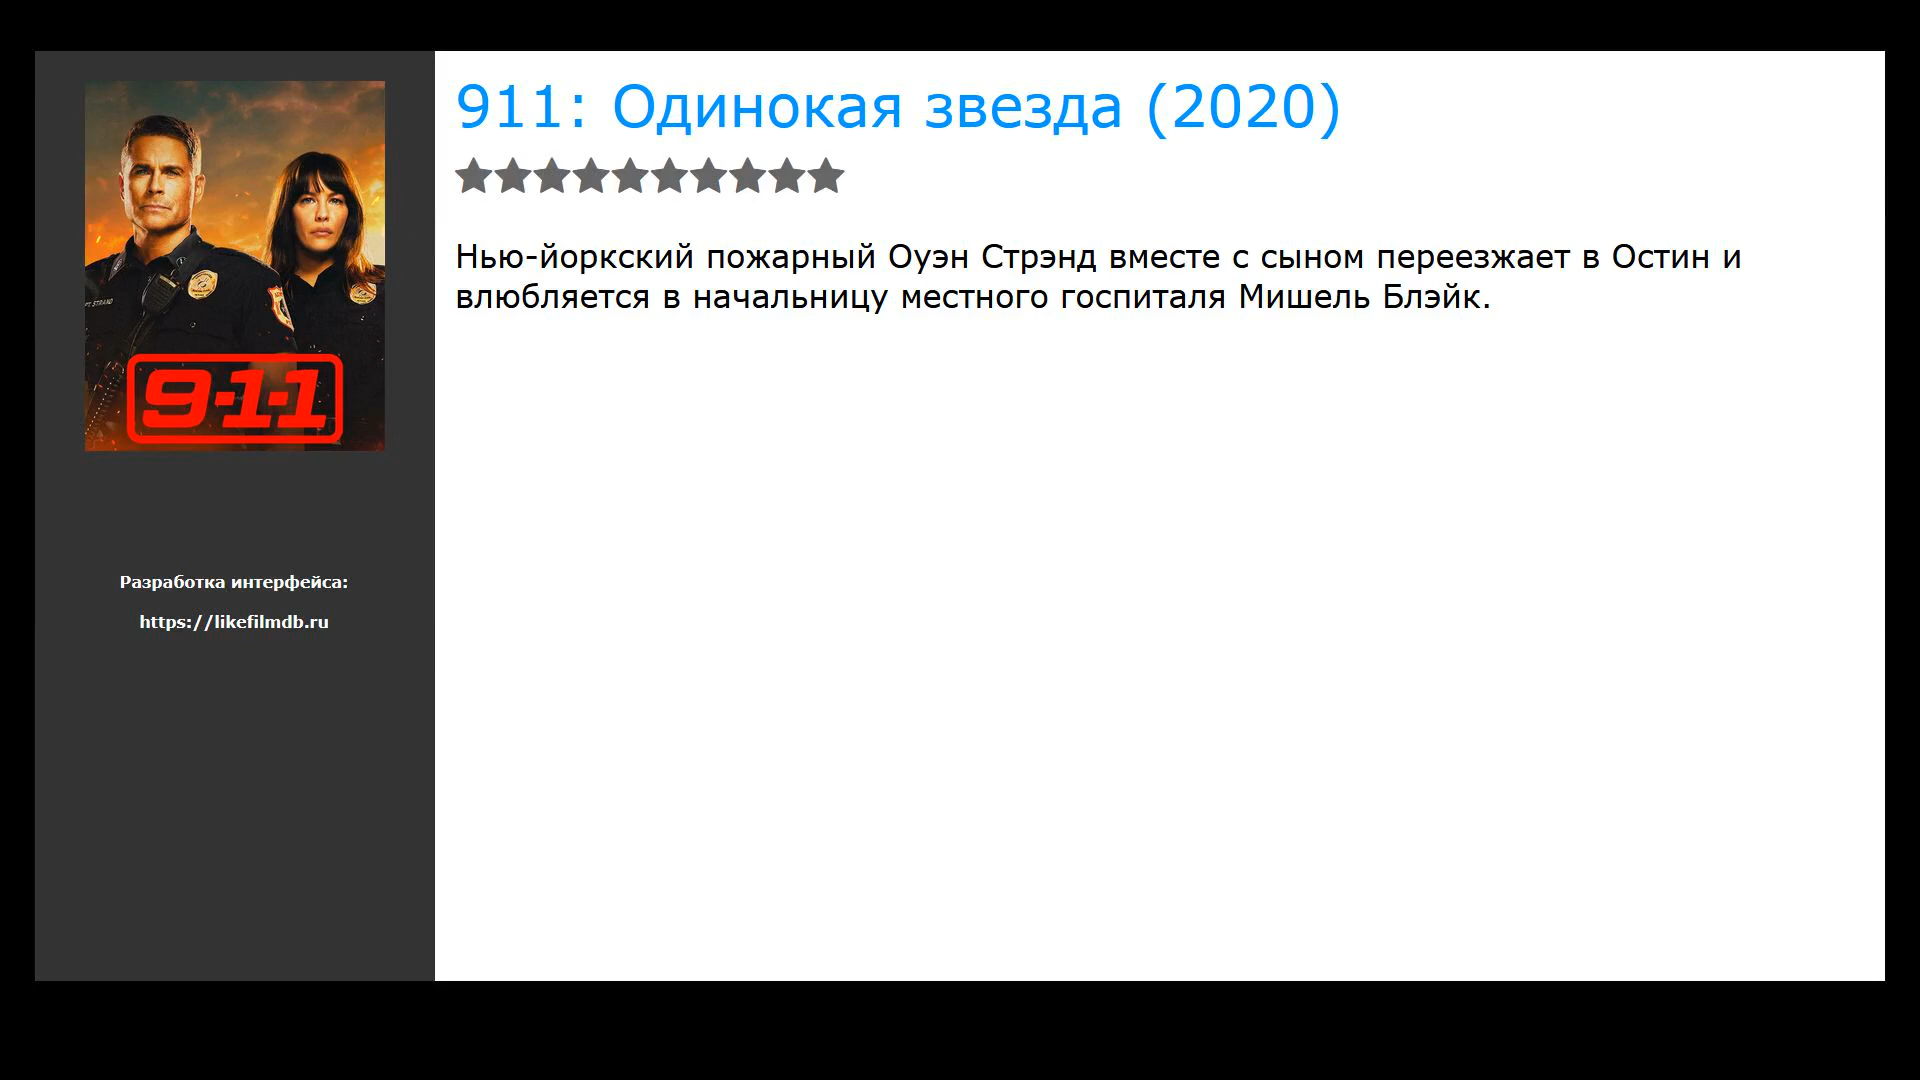 911: Одинокая звезда (2020)
Нью-йоркский пожарный Оуэн Стрэнд вместе с сыном переезжает в Остин и
влюбляется в начальницу местного госпиталя Мишель Блэйк.
STRAND
9-1-1
Разработка интерфейса:
https://likefilmdb.ru